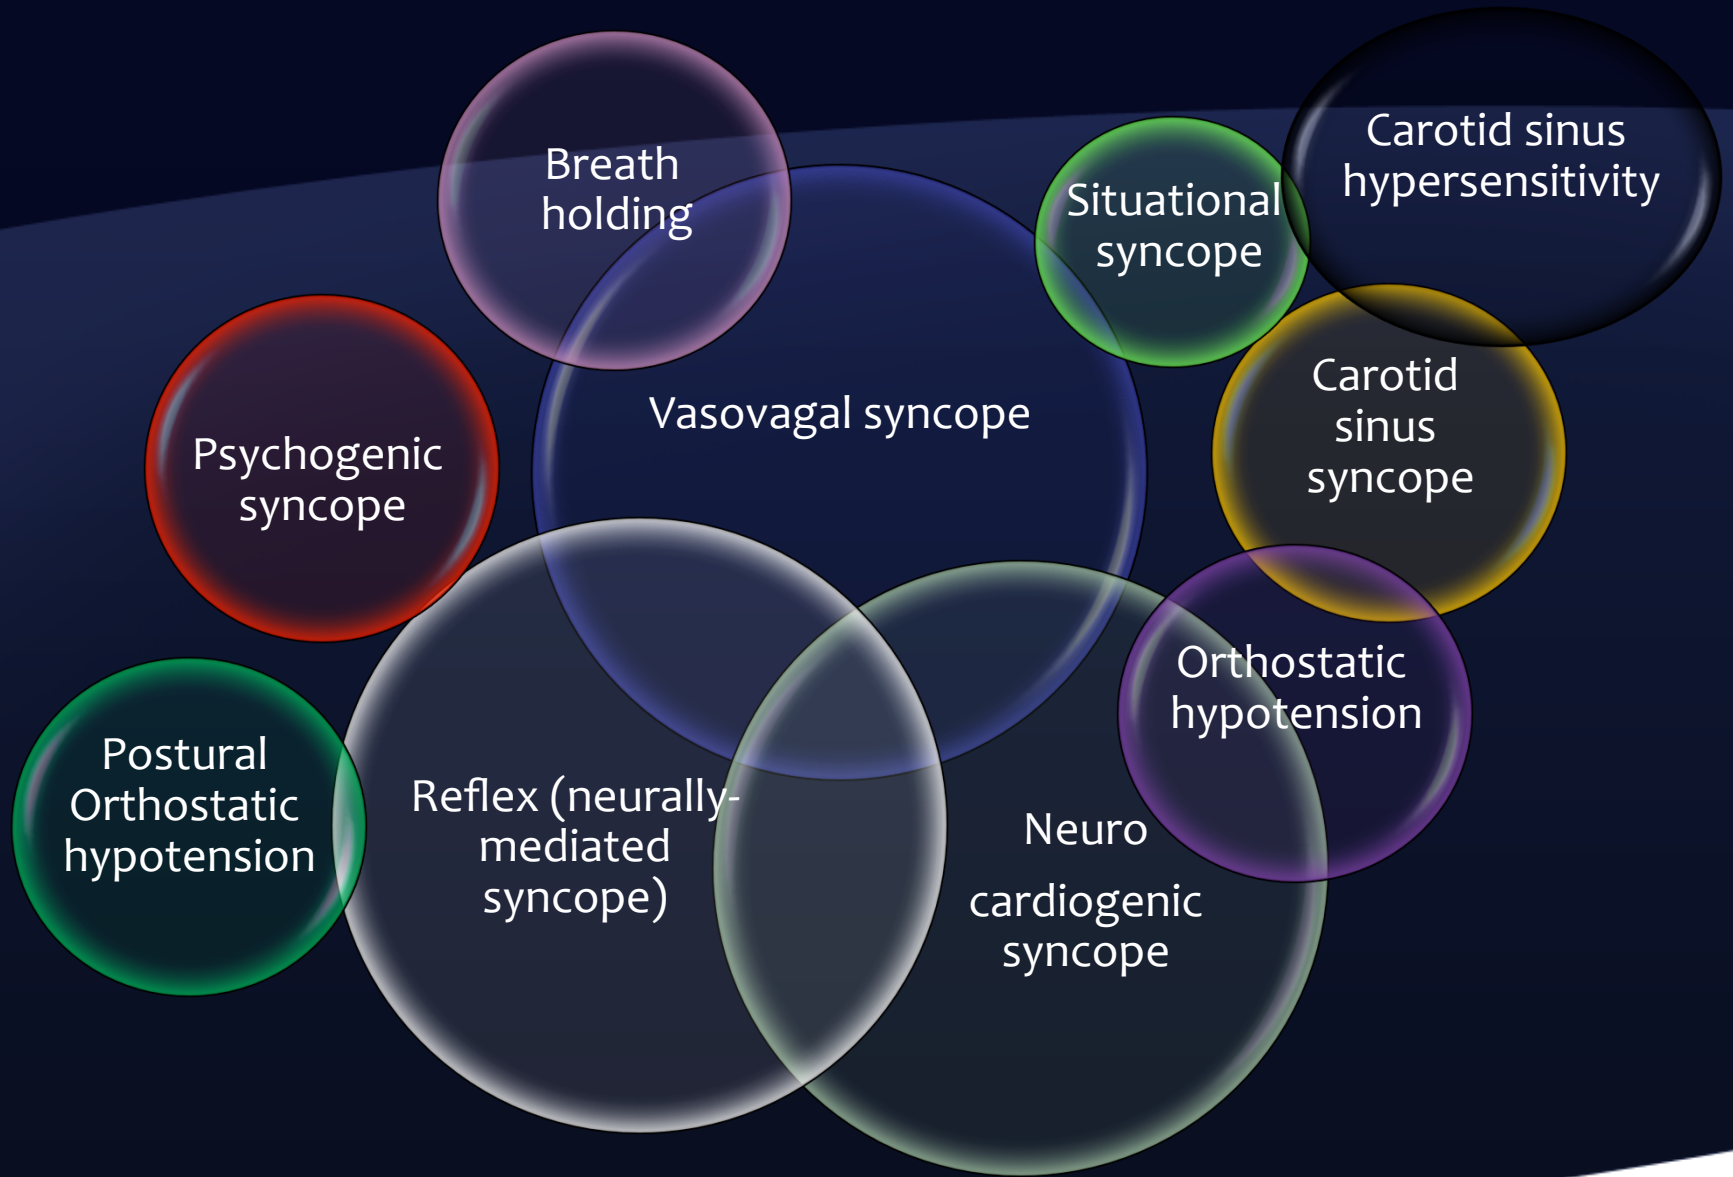 Breath
holding
Situational
syncope
Carotid sinus
hypersensitivity
Psychogenic
syncope
Vasovagal syncope
Carotid
sinus
syncope
Postural
Orthostatic
hypotension
Reflex (neurally-
mediated
syncope)
Neuro
cardiogenic
syncope
Orthostatic
hypotension